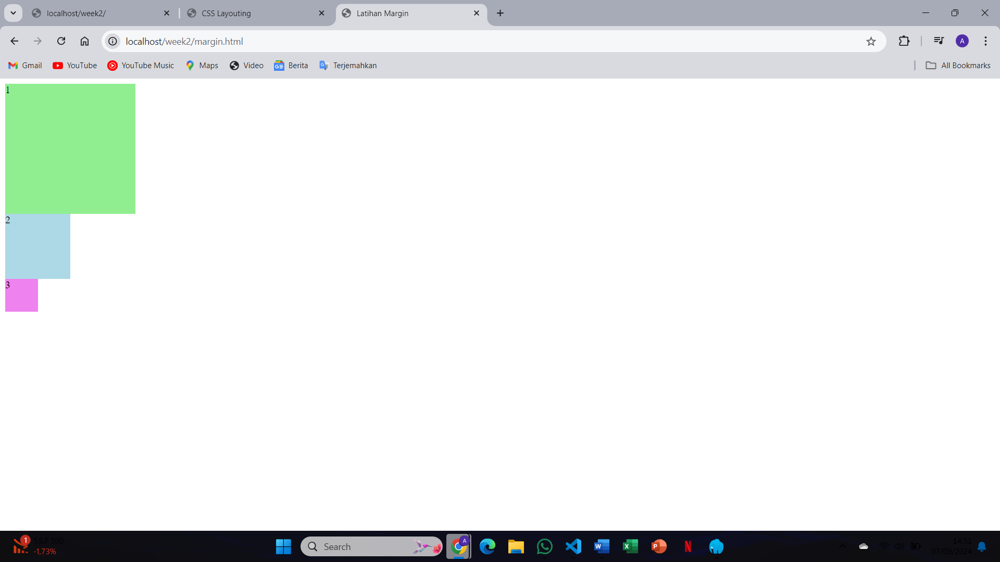 localhost/week2/
CSS Layouting
Latihan Margin
localhost/week2/margin.html
A
Gmail
YouTube
YouTube Music
Maps
Video
Berita
Terjemahkan
All Bookmarks
1
2
3
1
S&P 500
-1,73%
Search
A
14:51
07/09/2024